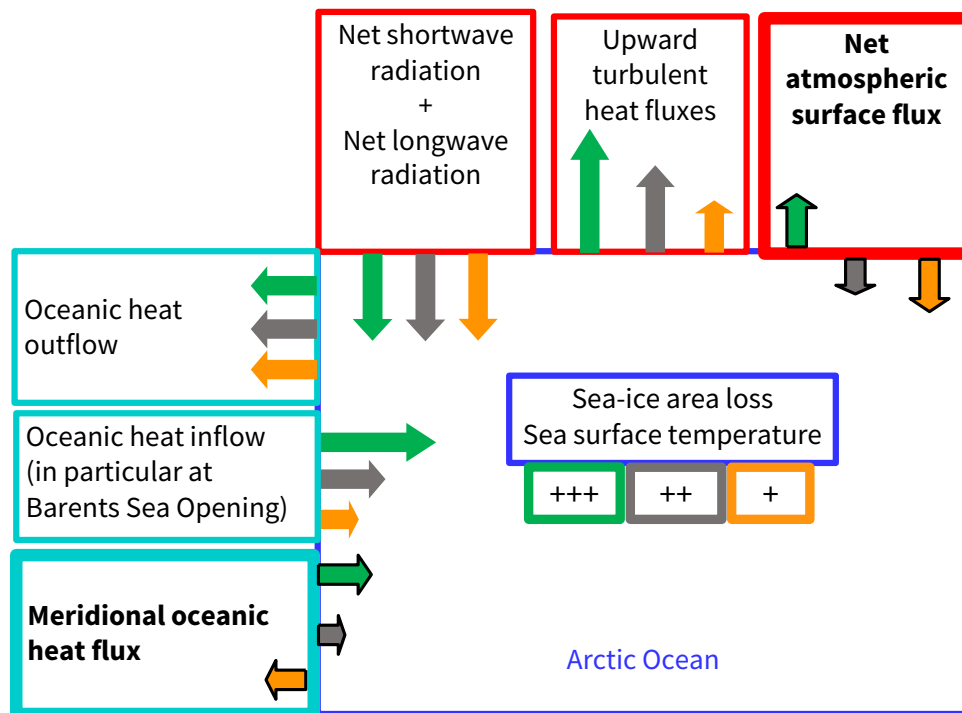 Net shortwave
radiation
+
Net longwave
radiation
Upward
turbulent
heat fluxes
Net
atmospheric
surface flux
Oceanic heat
outflow
Oceanic heat inflow
(in particular at
Barents Sea Opening)
Meridional oceanic
heat flux
Sea-ice area loss
Sea surface temperature
+++
++
+
Arctic Ocean